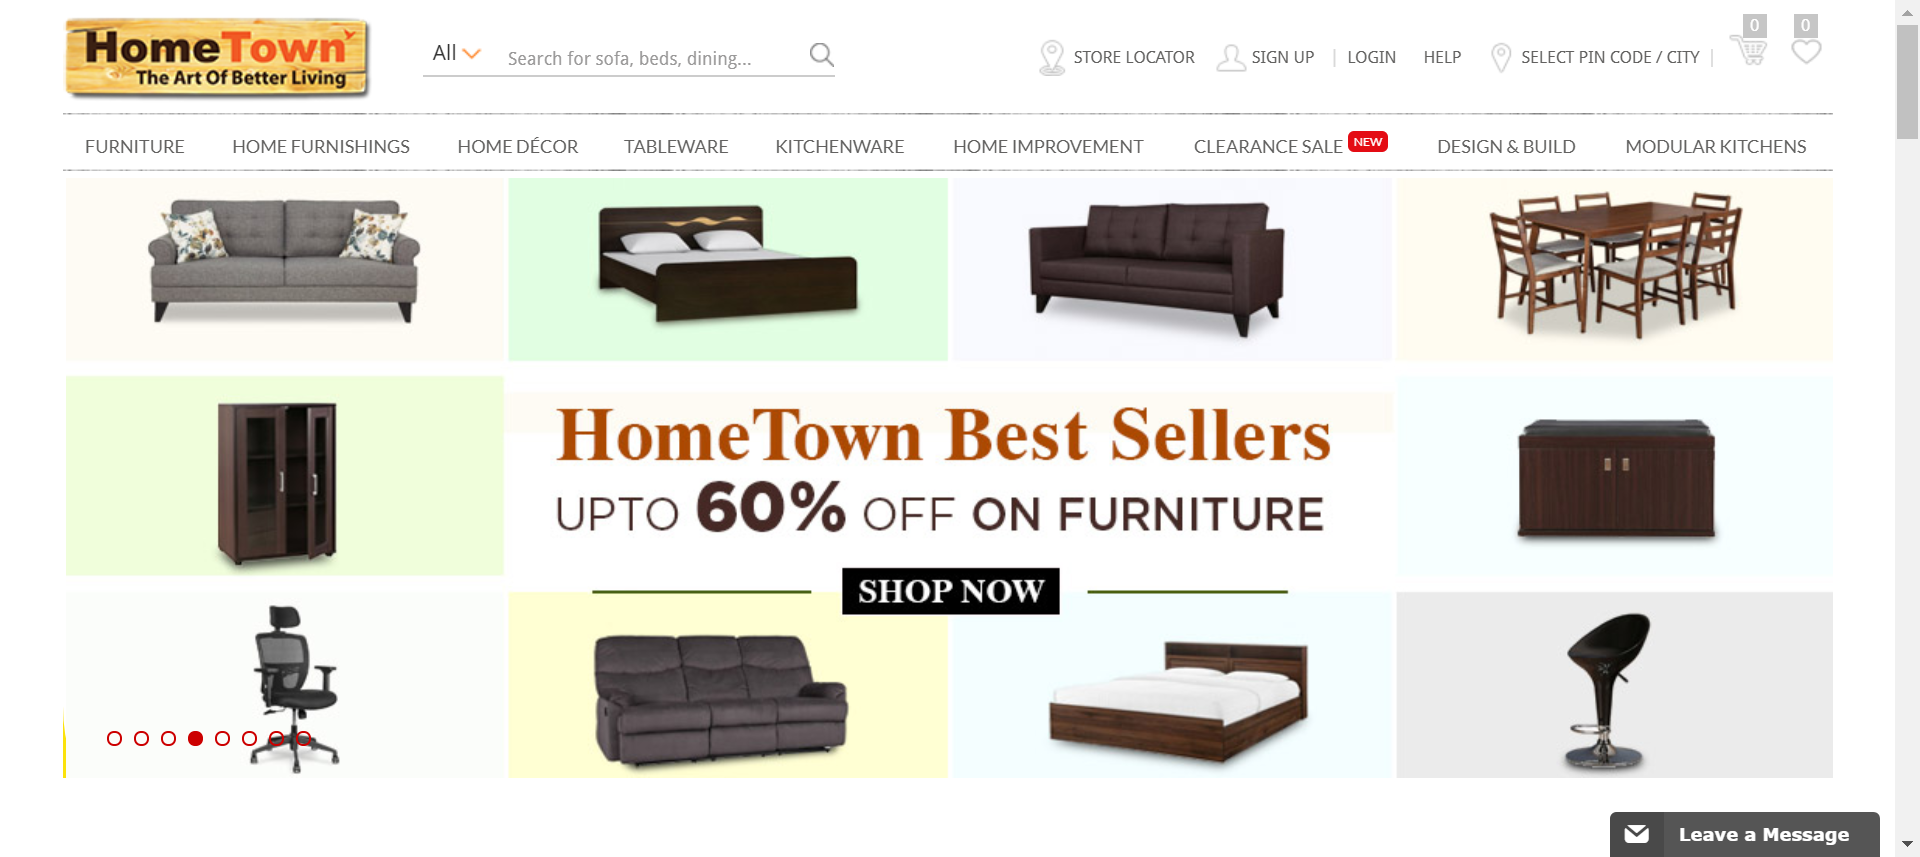 HomeTown
The Art Of Better Living
All
Search for sofa, beds, dining...
STORE LOCATOR
SIGN UP
LOGIN
HELP
SELECT PIN CODE / CITY
0
0
FURNITURE
HOME FURNISHINGS
HOME DÉCOR
TABLEWARE
KITCHENWARE
HOME IMPROVEMENT
CLEARANCE SALE NEW
DESIGN & BUILD
MODULAR KITCHENS
HomeTown Best Sellers
UPTO 60% OFF ON FURNITURE
SHOP NOW
Leave a Message